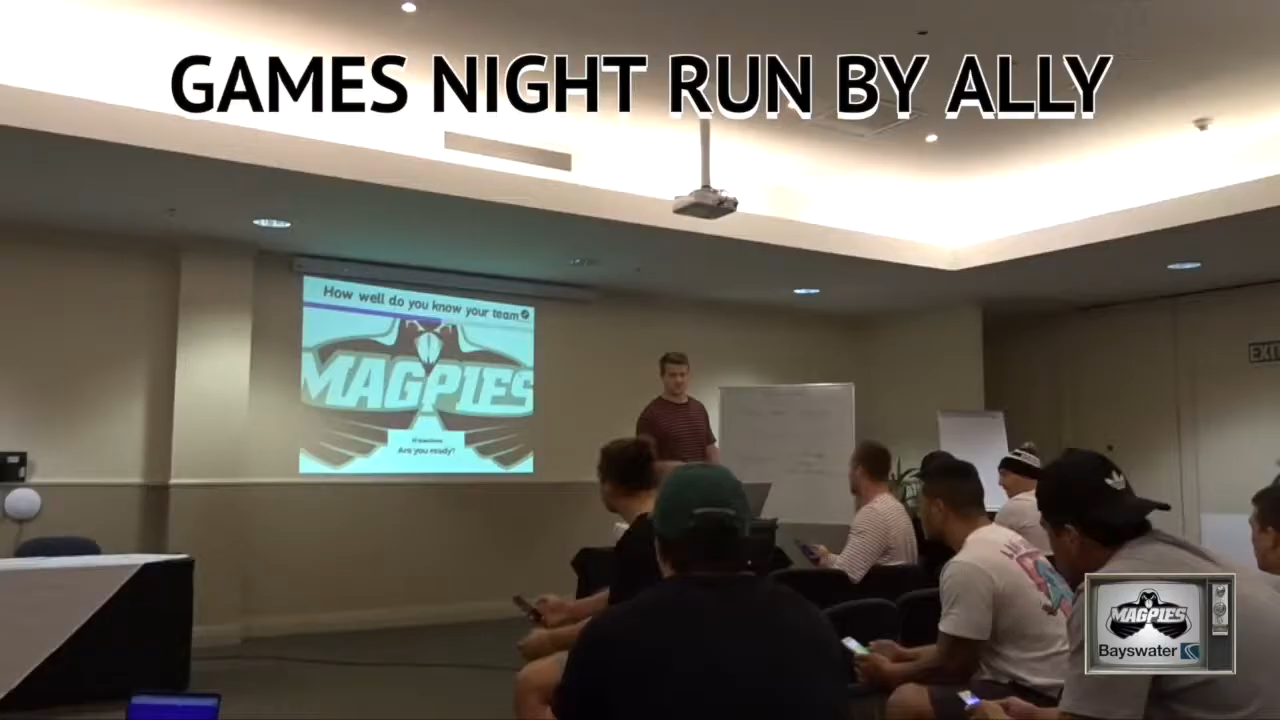 GAMES NIGHT RUN BY ALLY
How well do you know your team
MAGPIES
Are you ready?
EXIT
MAGPIES
Bayswater